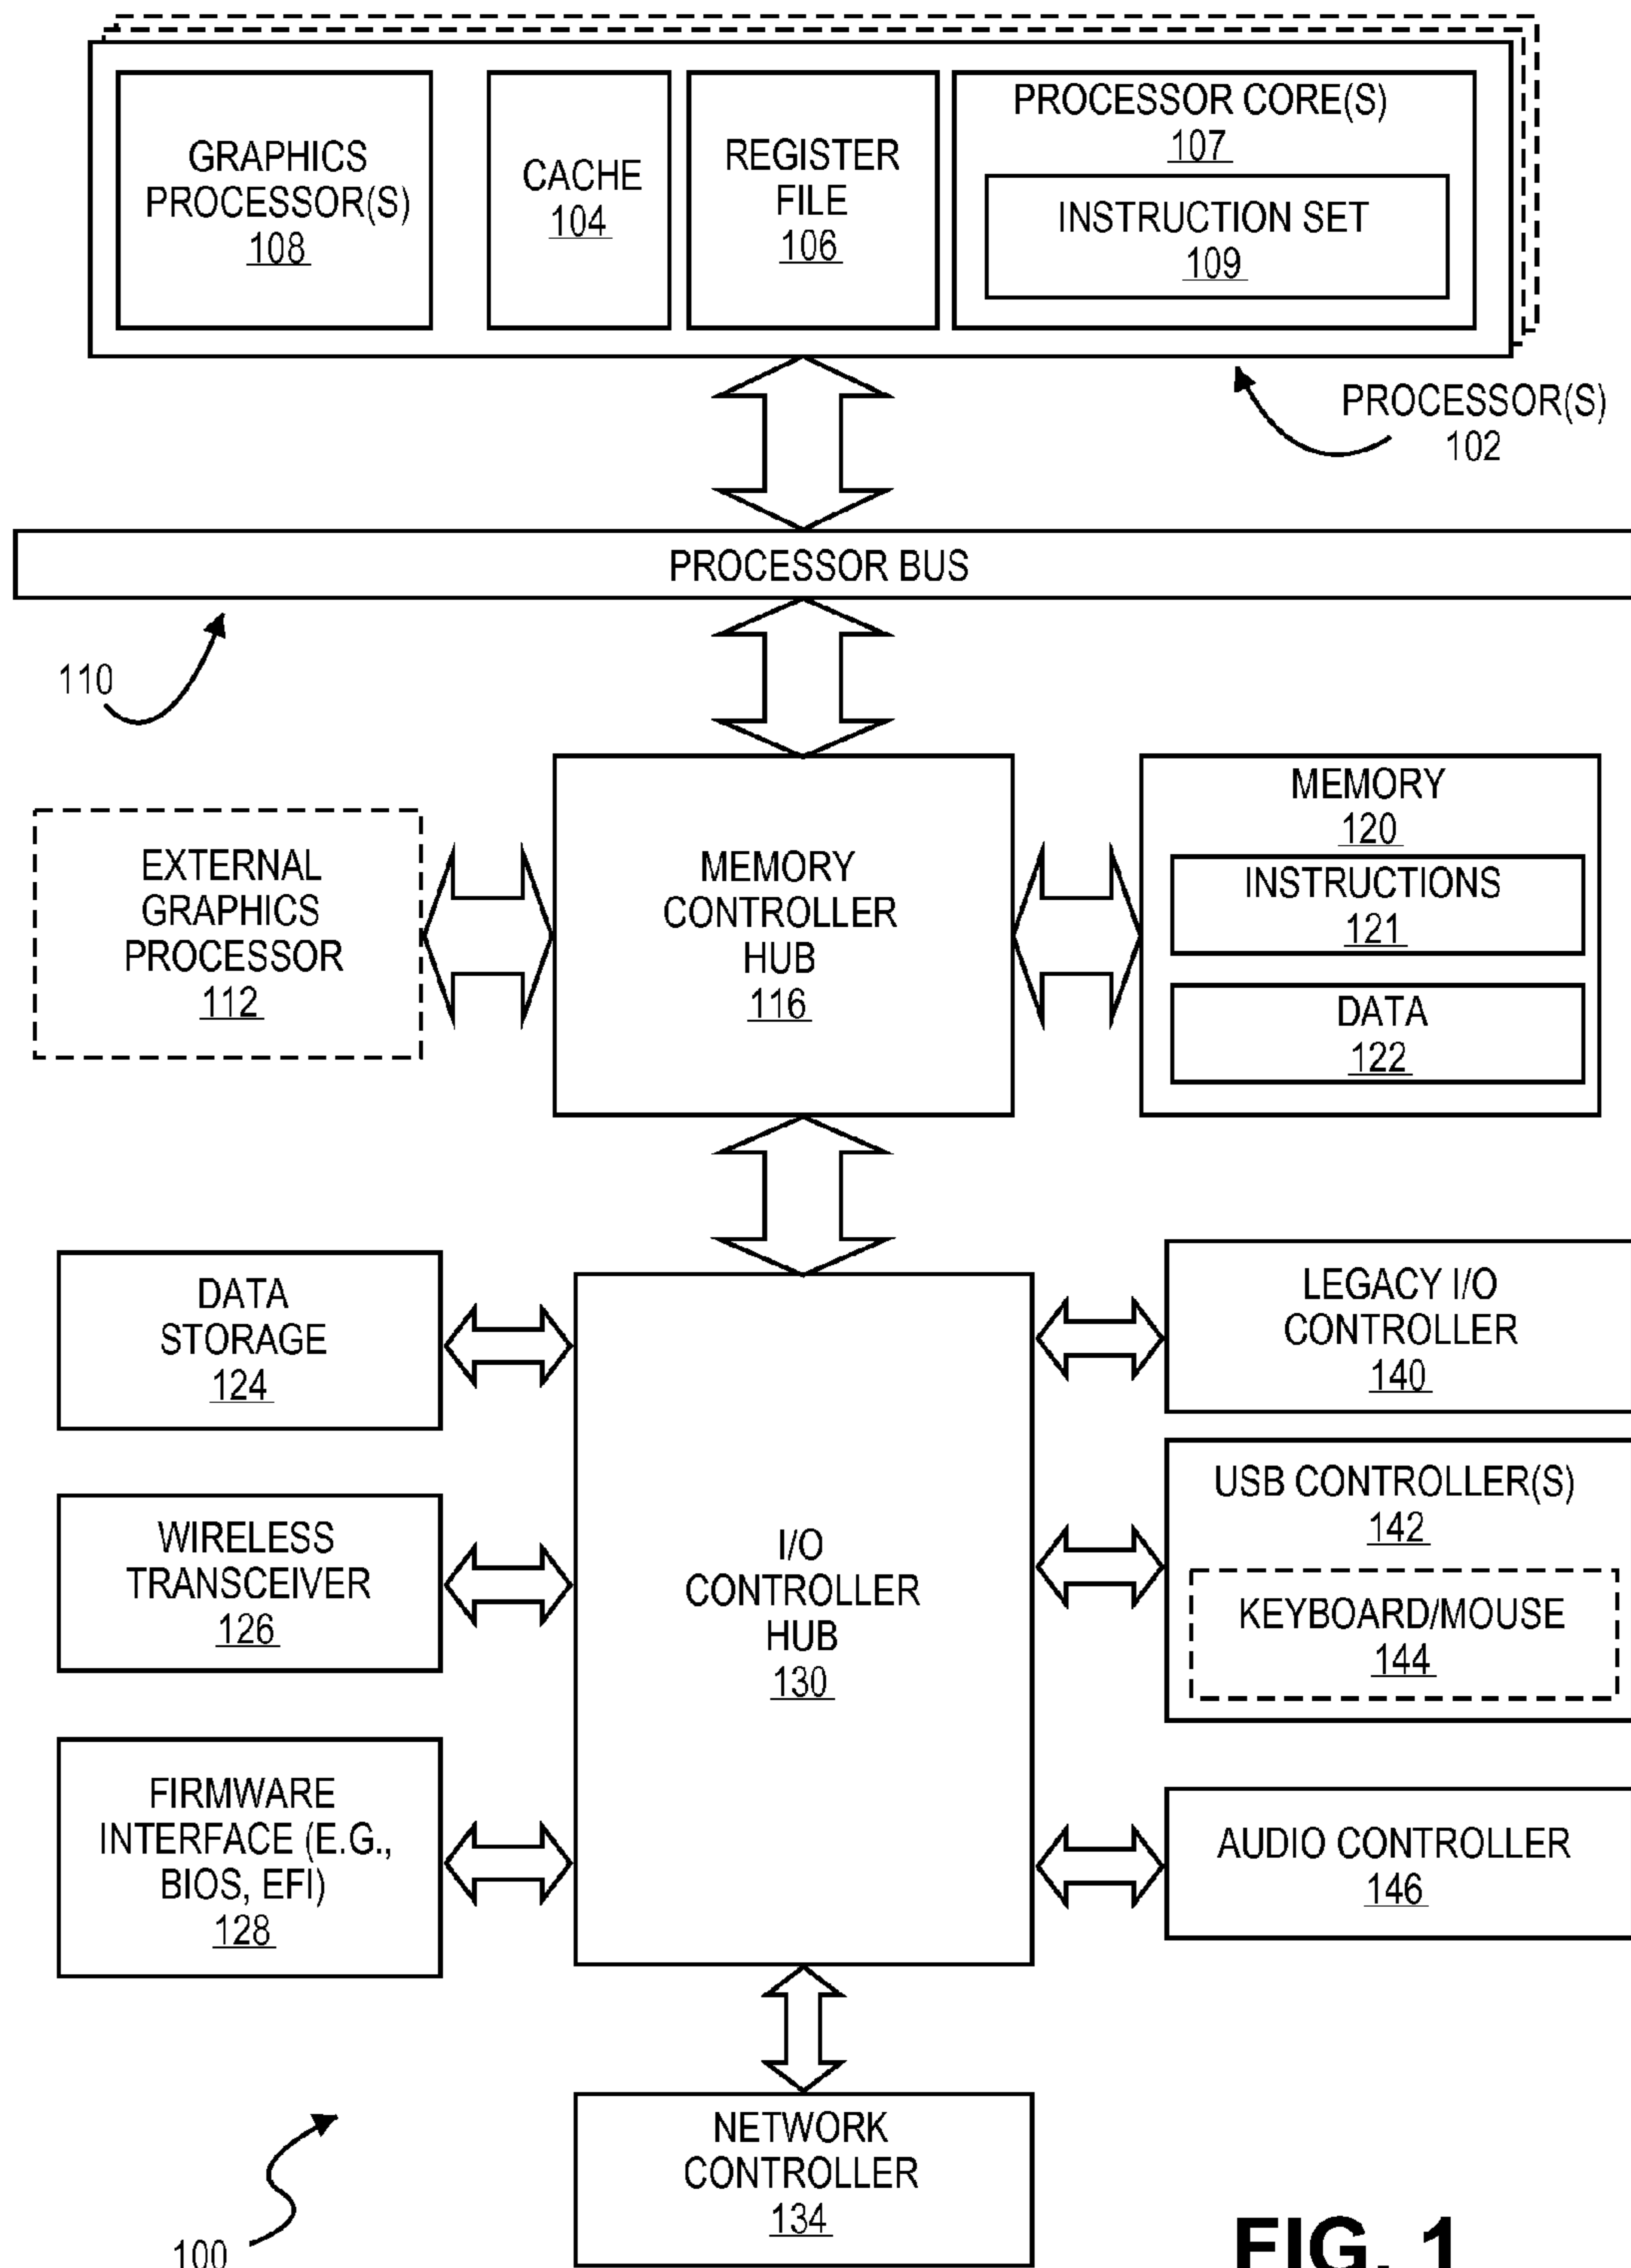 GRAPHICS
PROCESSOR(S)
108
CACHE
104
REGISTER
FILE
106
PROCESSOR CORE(S)
107
INSTRUCTION SET
109
PROCESSOR(S)
102
PROCESSOR BUS
110
EXTERNAL
GRAPHICS
PROCESSOR
112
MEMORY
CONTROLLER
HUB
116
MEMORY
120
INSTRUCTIONS
121
DATA
122
DATA
STORAGE
124
WIRELESS
TRANSCEIVER
126
FIRMWARE
INTERFACE (E.G.,
BIOS, EFI)
128
I/O
CONTROLLER
HUB
130
LEGACY I/O
CONTROLLER
140
USB CONTROLLER(S)
142
KEYBOARD/MOUSE
144
AUDIO CONTROLLER
146
NETWORK
CONTROLLER
134
100
FIG. 1